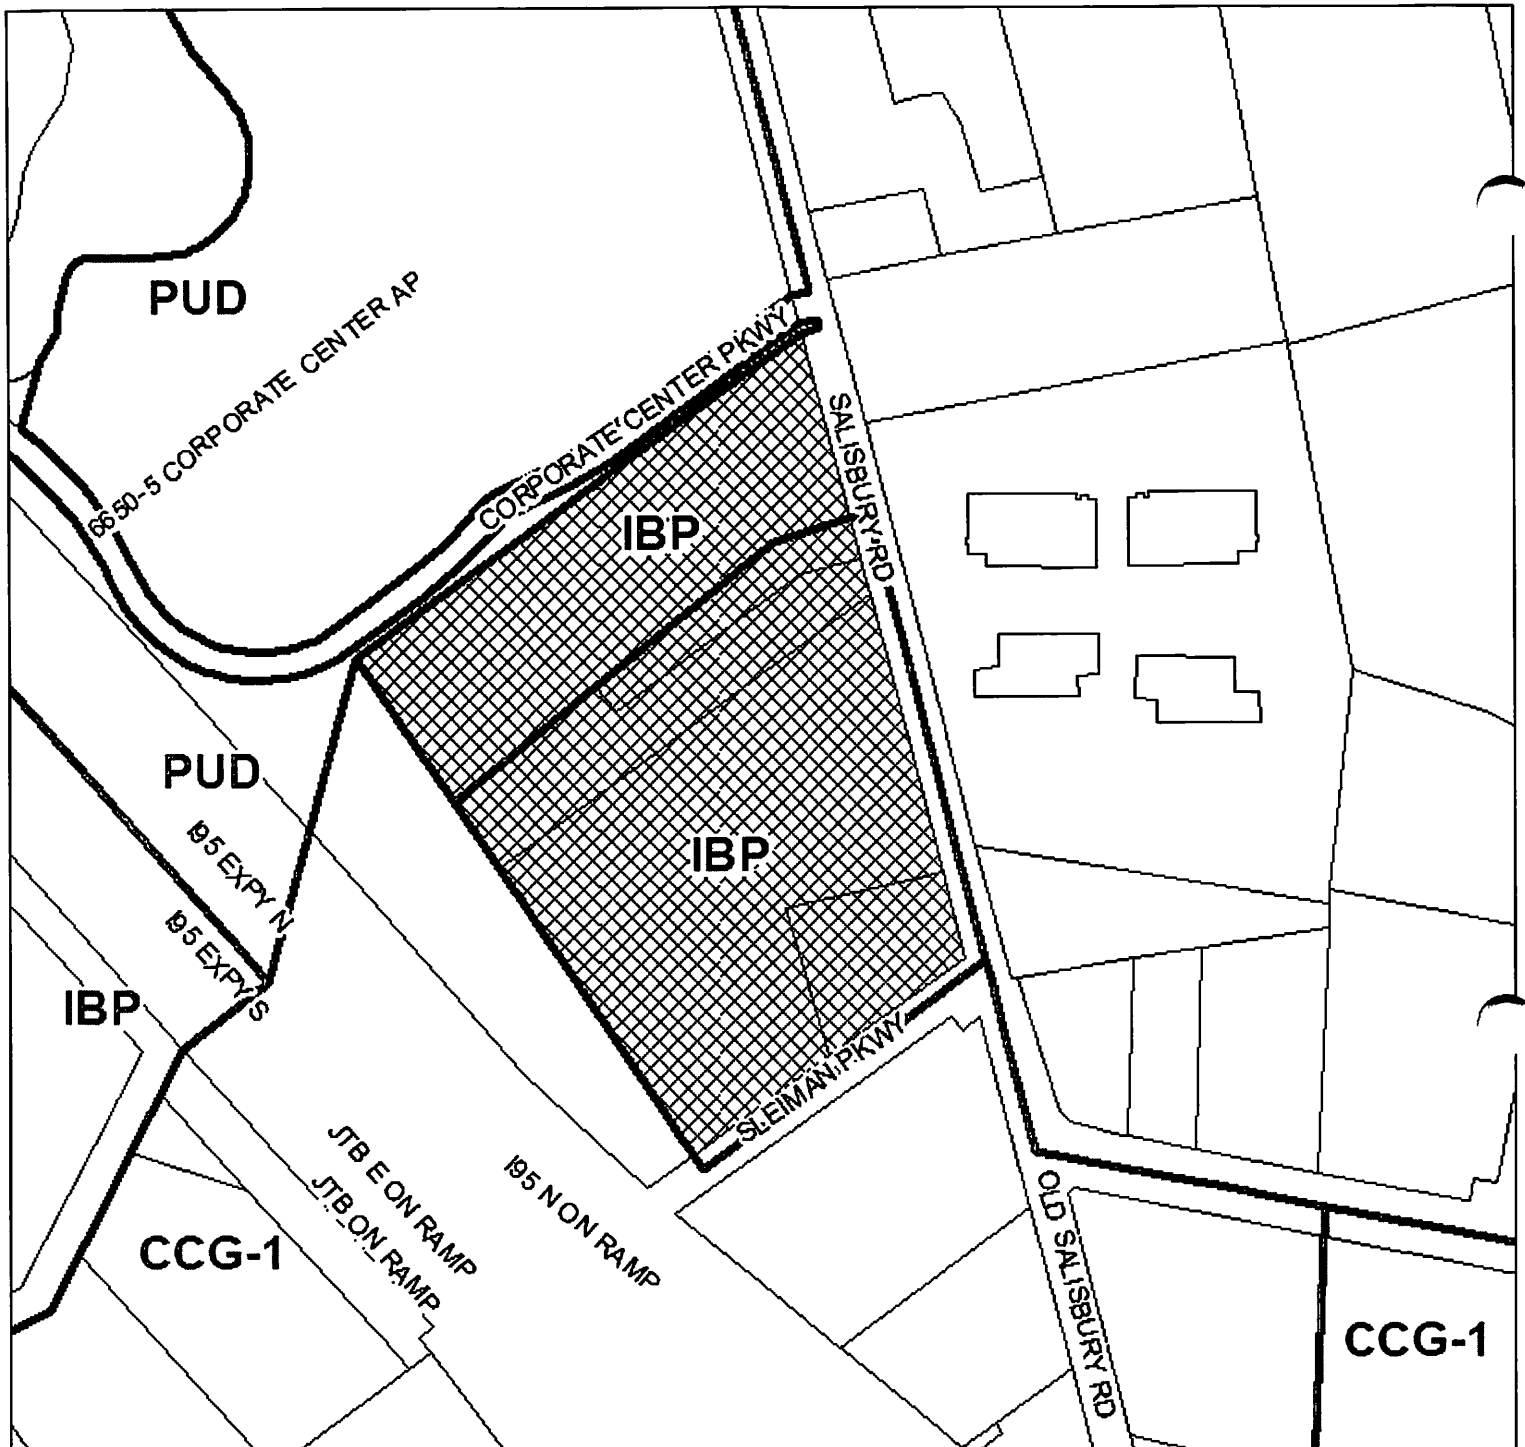 PUD
6650-5 CORPORATE CENTER AP
CORPORATE CENTER PKWY
SALISBURY RD
IBP
PUD
IBP
I95 EXPY N
I95 EXPY S
IBP
SLEIMAN PKWY
JTB E ON RAMP
JTB ON RAMP
I95 N ON RAMP
CCG-1
OLD SALISBURY RD
CCG-1